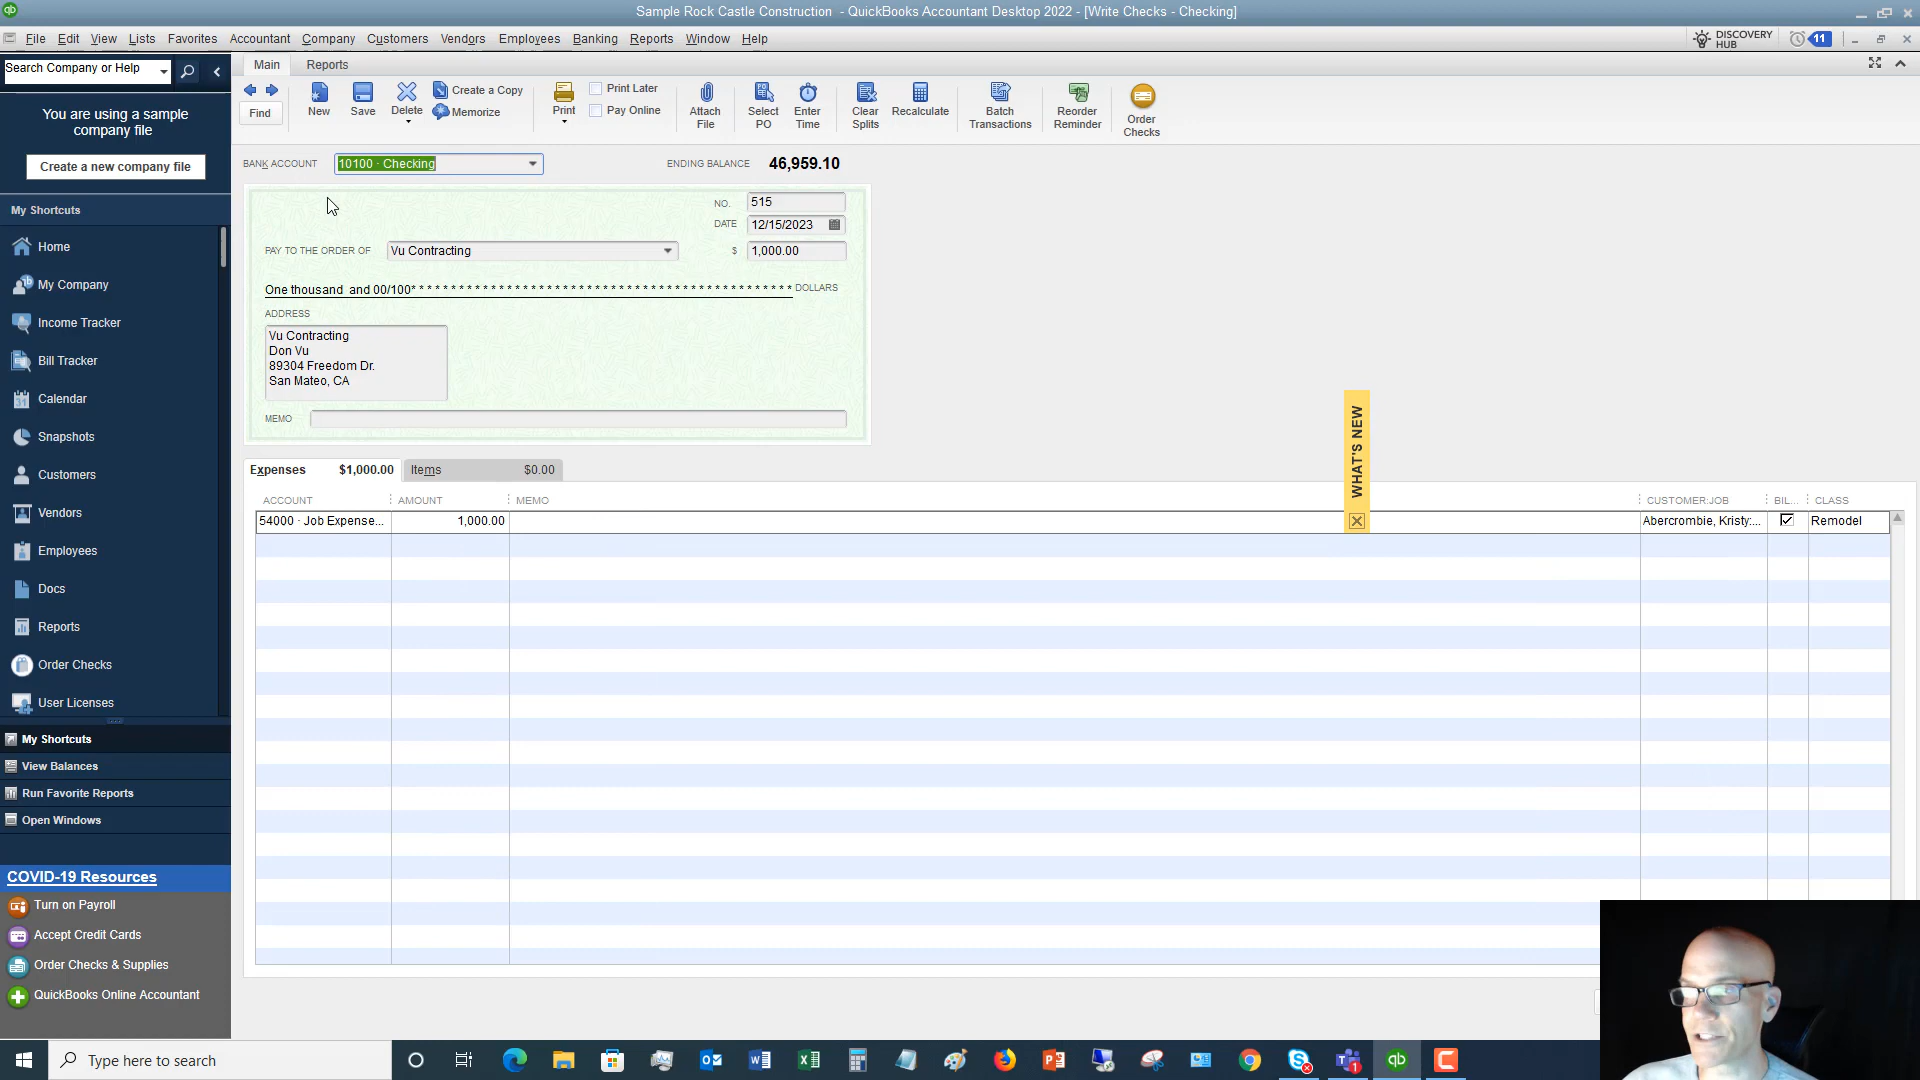 Sample Rock Castle Construction - QuickBooks Accountant Desktop 2022 - [Write Checks - Checking]
File Edit View Lists Favorites Accountant Company Customers Vendors Employees Banking Reports Window Help
DISCOVERY HUB
11
Search Company or Help
You are using a sample
company file
Create a new company file
My Shortcuts
Home
My Company
Income Tracker
Bill Tracker
Calendar
31
Snapshots
Customers
Vendors
Employees
Docs
Reports
Order Checks
User Licenses
My Shortcuts
View Balances
Run Favorite Reports
Open Windows
COVID-19 Resources
Turn on Payroll
Accept Credit Cards
Order Checks & Supplies
QuickBooks Online Accountant
Main Reports
Find
New
Save
Delete
Create a Copy
Memorize
Print
Print Later
Pay Online
Attach
File
Select
PO
Enter
Time
Clear
Splits
Recalculate
Batch
Transactions
Reorder
Reminder
Order
Checks
BANK ACCOUNT 10100 · Checking ENDING BALANCE 46,959.10
NO. 515
DATE 12/15/2023
PAY TO THE ORDER OF Vu Contracting $ 1,000.00
One thousand and 00/100* * * * * * * * * * * * * * * * * * * * * * * * * * * * * * * * * * * * * * * * * * * * * * DOLLARS
ADDRESS
Vu Contracting
Don Vu
89304 Freedom Dr.
San Mateo, CA
MEMO
Expenses $1,000.00 Items $0.00
ACCOUNT AMOUNT MEMO CUSTOMER:JOB BIL... CLASS
54000 · Job Expense... 1,000.00 Abercrombie, Kristy:... Remodel
WHAT'S NEW
Type here to search